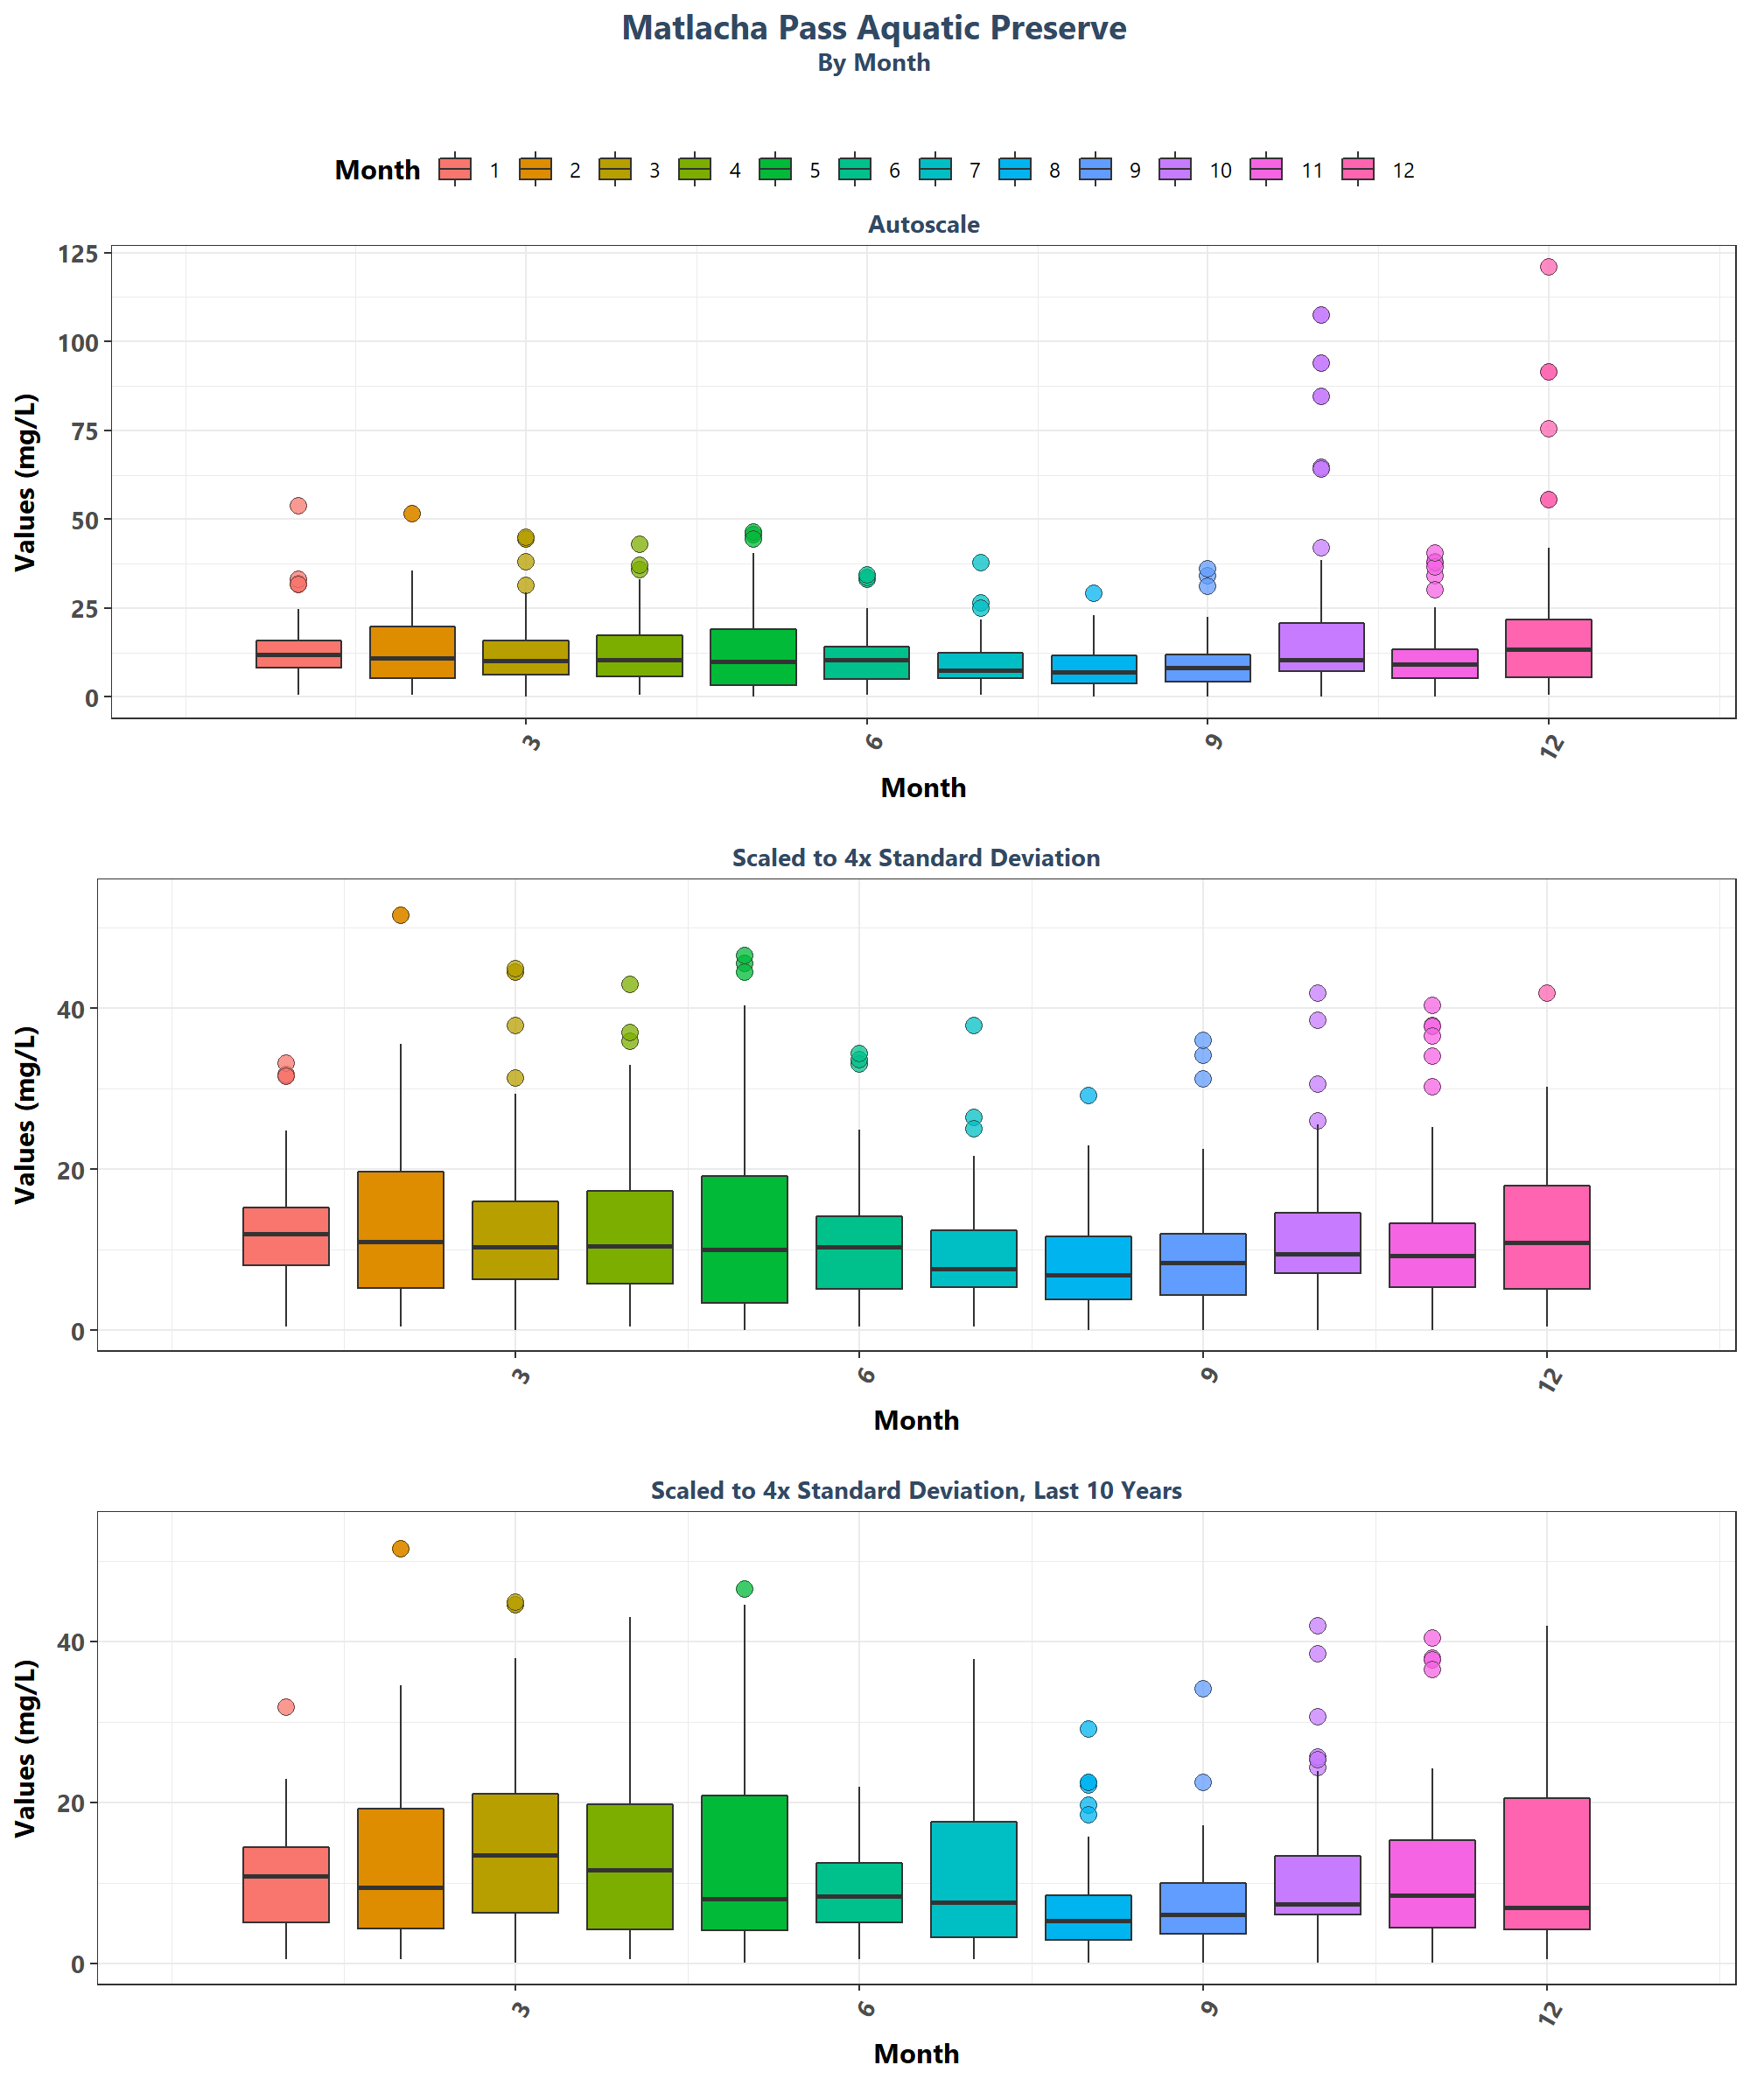 Matlacha Pass Aquatic Preserve
By Month
Month 1 2 3 4 5 6 7 8 9 10 11 12
Autoscale
Values (mg/L)
125
100
75
50
25
0
3 6 9 12
Month
Scaled to 4x Standard Deviation
Values (mg/L)
40
20
0
3 6 9 12
Month
Scaled to 4x Standard Deviation, Last 10 Years
Values (mg/L)
40
20
0
3 6 9 12
Month